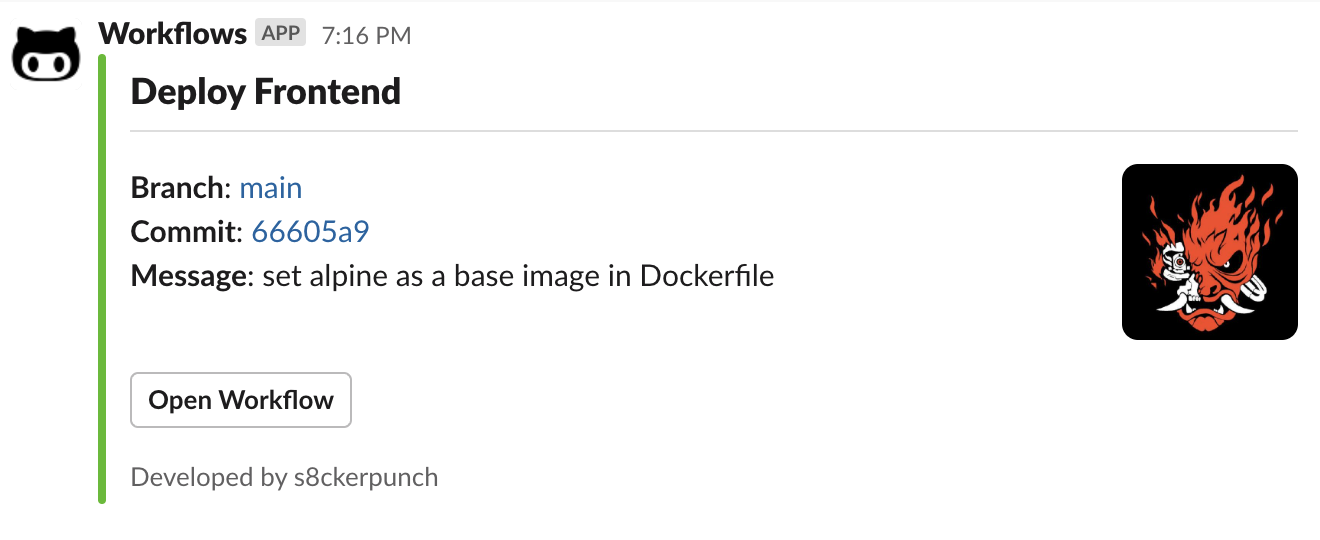 Workflows APP 7:16 PM
Deploy Frontend
Branch: main
Commit: 66605a9
Message: set alpine as a base image in Dockerfile
Open Workflow
Developed by s8ckerpunch